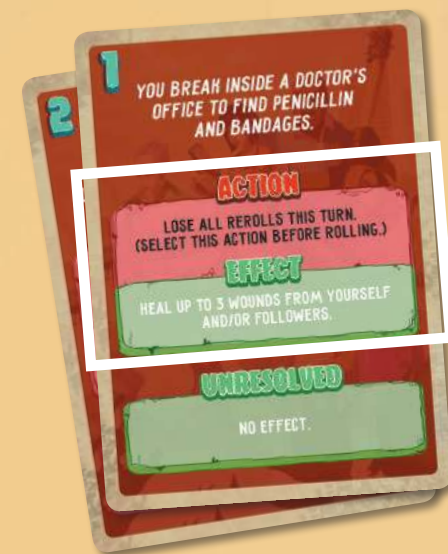 1
2
YOU BREAK INSIDE A DOCTOR'S
OFFICE TO FIND PENICILLIN
AND BANDAGES.
ACTION
LOSE ALL REROLLS THIS TURN.
(SELECT THIS ACTION BEFORE ROLLING.)
EFFECT
HEAL UP TO 3 WOUNDS FROM YOURSELF
AND/OR FOLLOWERS.
UNRESOLVED
NO EFFECT.